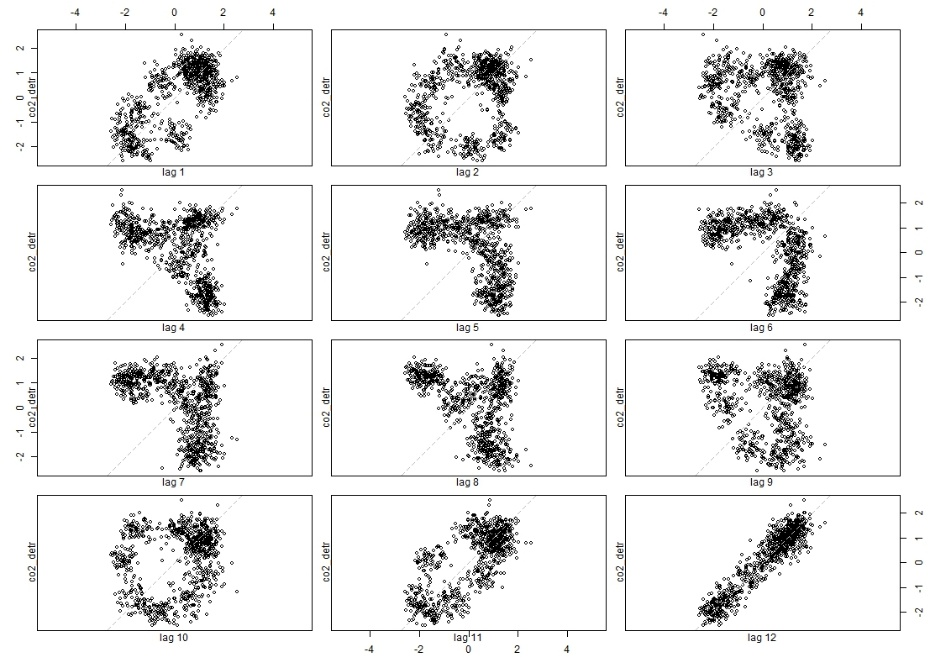 -4 -2 0 2 4 -4 -2 0 2 4
co2_detr -2 -1 0 1 2
co2_detr
co2_detr
lag 1 lag 2 lag 3
co2_detr
co2_detr
co2_detr
-2 -1 0 1 2
lag 4 lag 5 lag 6
co2_detr -2 -1 0 1 2
co2_detr
co2_detr
lag 7 lag 8 lag 9
co2_detr
co2_detr
co2_detr
-2 -1 0 1 2
lag 10 lag 11 lag 12
-4 -2 0 2 4